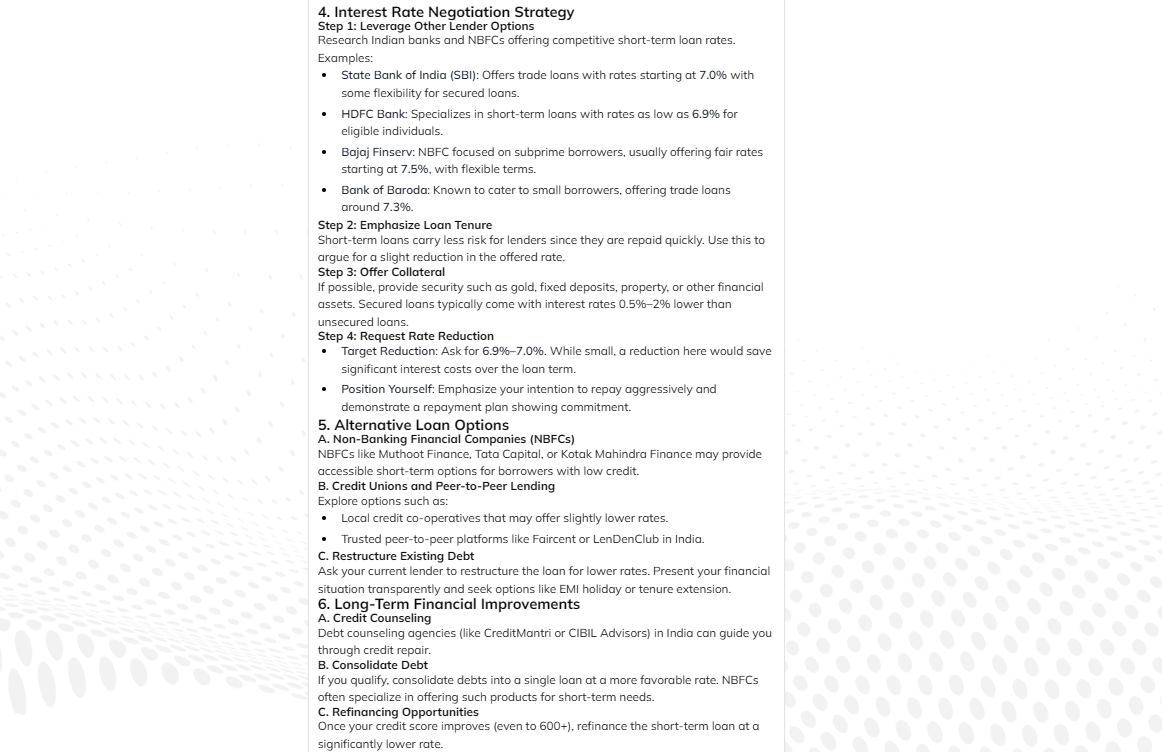 4. Interest Rate Negotiation Strategy
Step 1: Leverage Other Lender Options
Research Indian banks and NBFCs offering competitive short-term loan rates.
Examples:
• State Bank of India (SBI): Offers trade loans with rates starting at 7.0% with
some flexibility for secured loans.
• HDFC Bank: Specializes in short-term loans with rates as low as 6.9% for
eligible individuals.
• Bajaj Finserv: NBFC focused on subprime borrowers, usually offering fair rates
starting at 7.5%, with flexible terms.
• Bank of Baroda: Known to cater to small borrowers, offering trade loans
around 7.3%.
Step 2: Emphasize Loan Tenure
Short-term loans carry less risk for lenders since they are repaid quickly. Use this to
argue for a slight reduction in the offered rate.
Step 3: Offer Collateral
If possible, provide security such as gold, fixed deposits, property, or other financial
assets. Secured loans typically come with interest rates 0.5%–2% lower than
unsecured loans.
Step 4: Request Rate Reduction
• Target Reduction: Ask for 6.9%–7.0%. While small, a reduction here would save
significant interest costs over the loan term.
• Position Yourself: Emphasize your intention to repay aggressively and
demonstrate a repayment plan showing commitment.
5. Alternative Loan Options
A. Non-Banking Financial Companies (NBFCs)
NBFCs like Muthoot Finance, Tata Capital, or Kotak Mahindra Finance may provide
accessible short-term options for borrowers with low credit.
B. Credit Unions and Peer-to-Peer Lending
Explore options such as:
• Local credit co-operatives that may offer slightly lower rates.
• Trusted peer-to-peer platforms like Faircent or LenDenClub in India.
C. Restructure Existing Debt
Ask your current lender to restructure the loan for lower rates. Present your financial
situation transparently and seek options like EMI holiday or tenure extension.
6. Long-Term Financial Improvements
A. Credit Counseling
Debt counseling agencies (like CreditMantri or CIBIL Advisors) in India can guide you
through credit repair.
B. Consolidate Debt
If you qualify, consolidate debts into a single loan at a more favorable rate. NBFCs
often specialize in offering such products for short-term needs.
C. Refinancing Opportunities
Once your credit score improves (even to 600+), refinance the short-term loan at a
significantly lower rate.